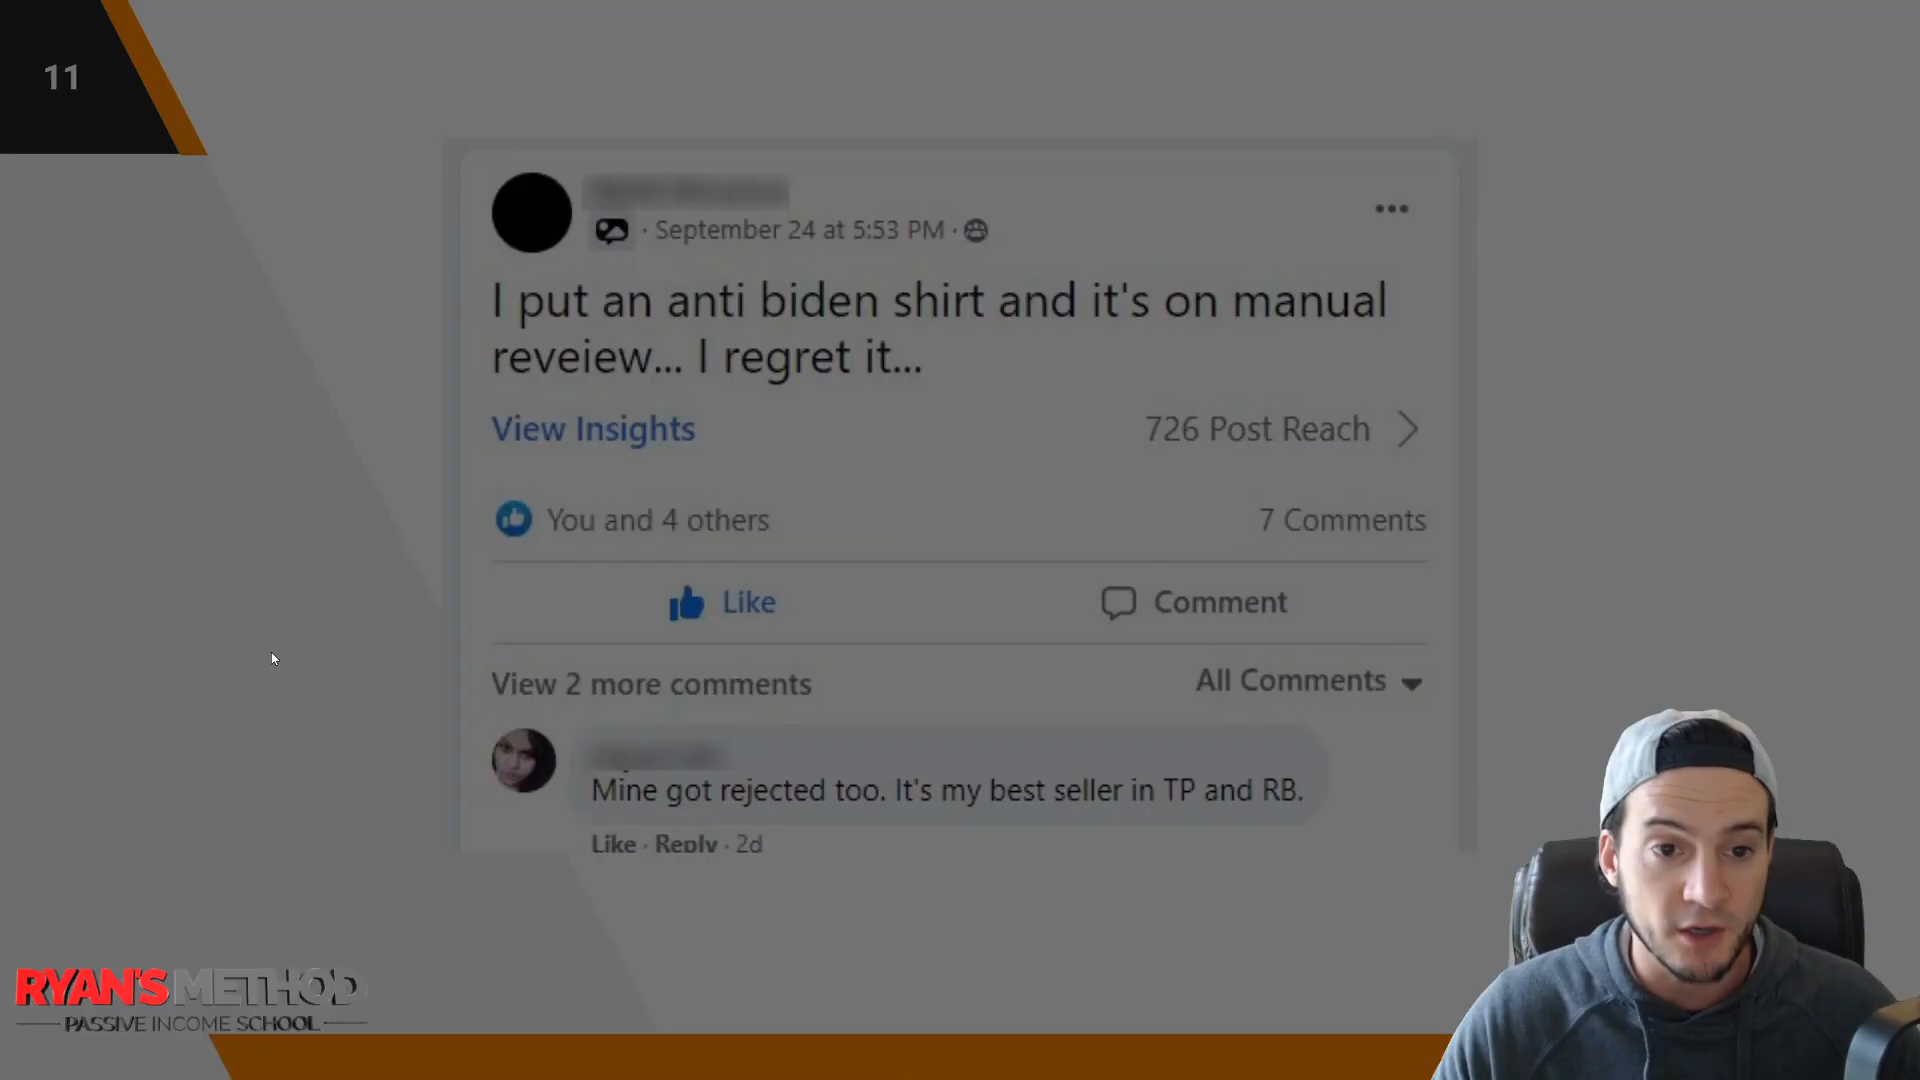 11
· September 24 at 5:53 PM ·
I put an anti biden shirt and it's on manual
reveiew... I regret it...
View Insights
726 Post Reach
You and 4 others
7 Comments
Like
Comment
View 2 more comments
All Comments
Mine got rejected too. It's my best seller in TP and RB.
Like · Reply · 2d
RYAN'S METHOD
PASSIVE INCOME SCHOOL